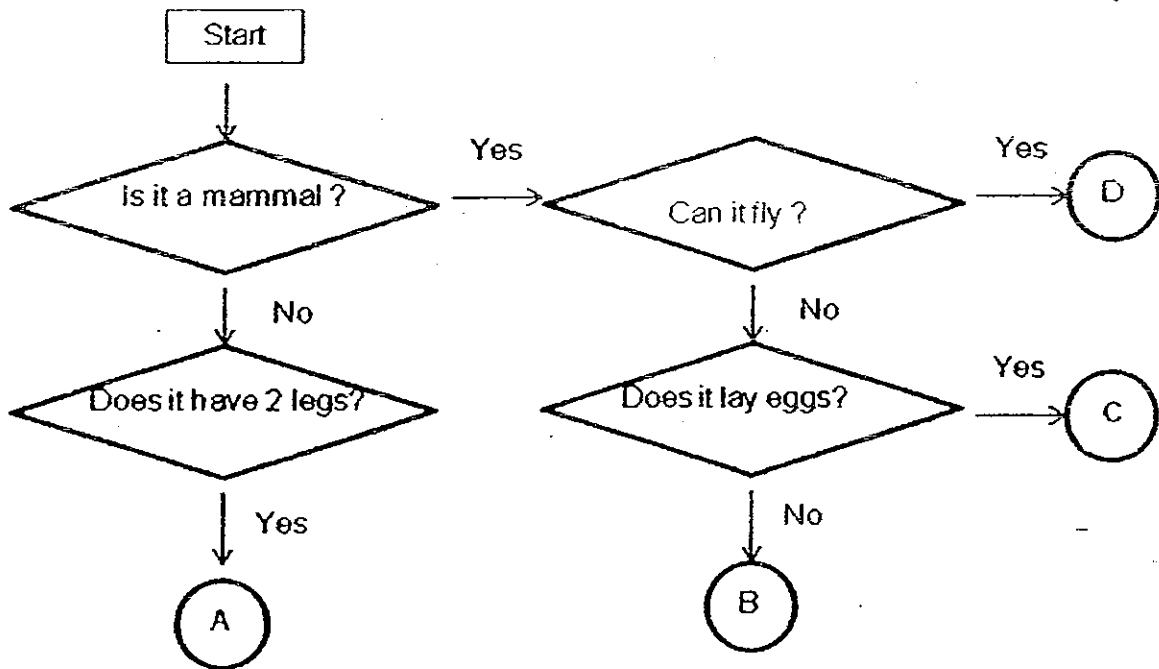 Start
Is it a mammal ?
Yes
Can it fly ?
Yes
D
No
No
Does it have 2 legs?
Does it lay eggs?
Yes
C
Yes
A
No
B